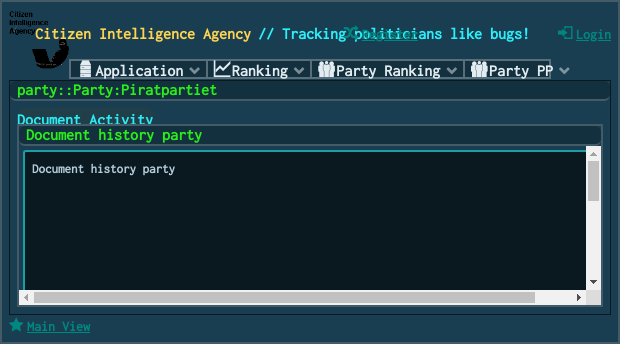 Citizen
Intelligence
Agency
Citizen Intelligence Agency // Tracking politicians like bugs!
Register
Login
Application
Ranking
Party Ranking
Party PP
party::Party:Piratpartiet
Document Activity
Document history party
Document history party
Main View